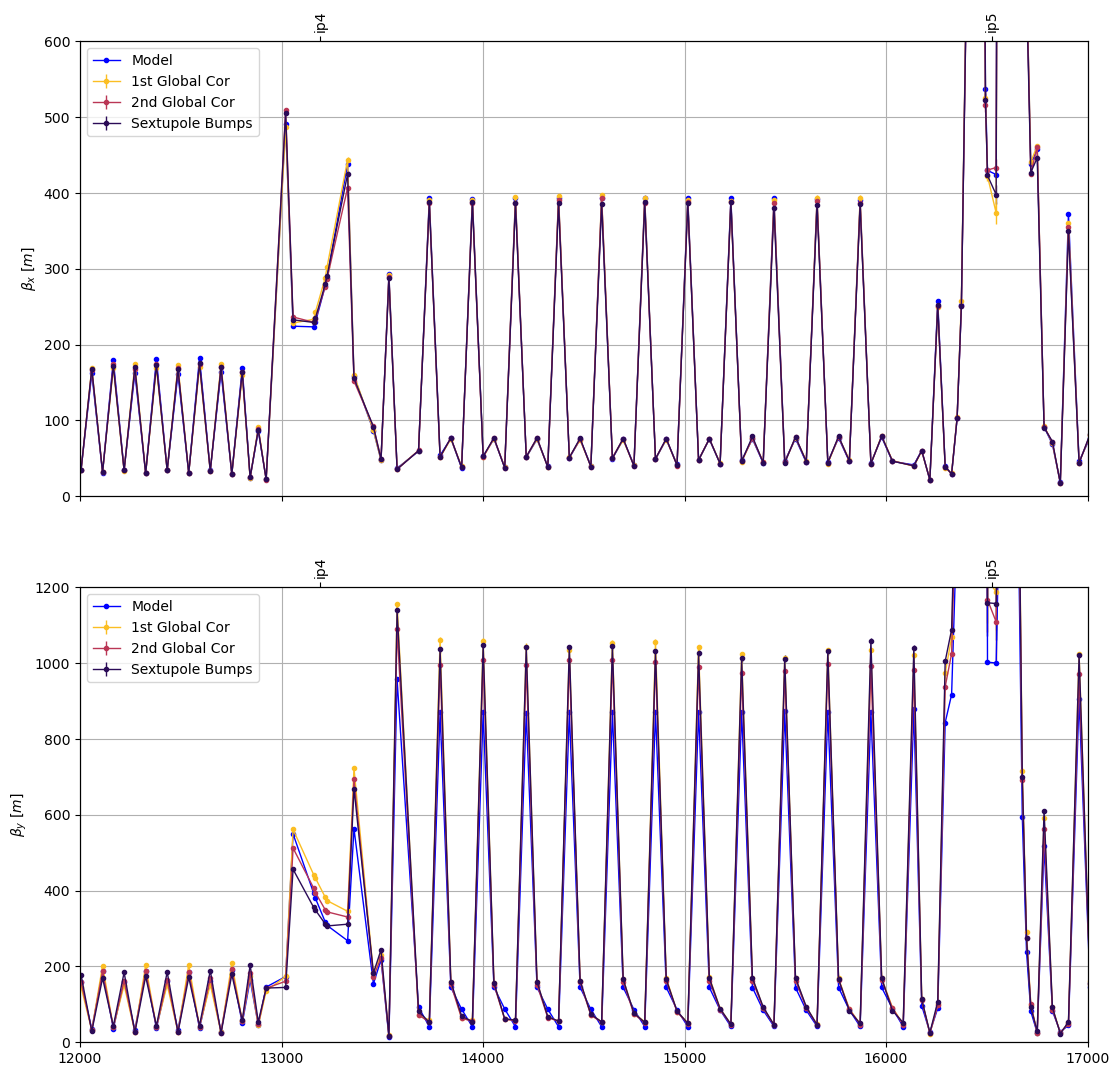 ip4
ip5
600
500
400
300
200
100
0
βx [m]
Model
1st Global Cor
2nd Global Cor
Sextupole Bumps
ip4
ip5
1200
1000
800
600
400
200
0
βy [m]
Model
1st Global Cor
2nd Global Cor
Sextupole Bumps
12000
13000
14000
15000
16000
17000